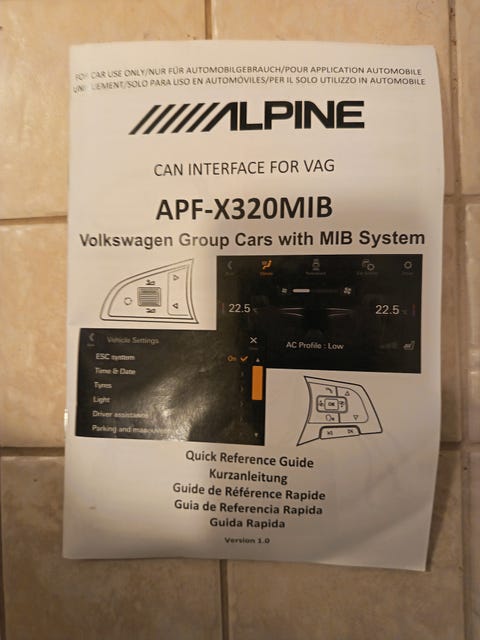 FOR CAR USE ONLY/NUR FÜR AUTOMOBILGEBRAUCH/POUR APPLICATION AUTOMOBILE
UNIQUEMENT/SOLO PARA USO EN AUTOMÓVILES/PER IL SOLO UTILIZZO IN AUTOMOBILE
ALPINE
CAN INTERFACE FOR VAG
APF-X320MIB
Volkswagen Group Cars with MIB System
22.5
22.5
AC Profile : Low
Vehicle Settings
ESC system
On
Time & Date
Tyres
Light
Driver assistance
Parking and manoeuvring
OK
Quick Reference Guide
Kurzanleitung
Guide de Référence Rapide
Guia de Referencia Rapida
Guida Rapida
Version 1.0